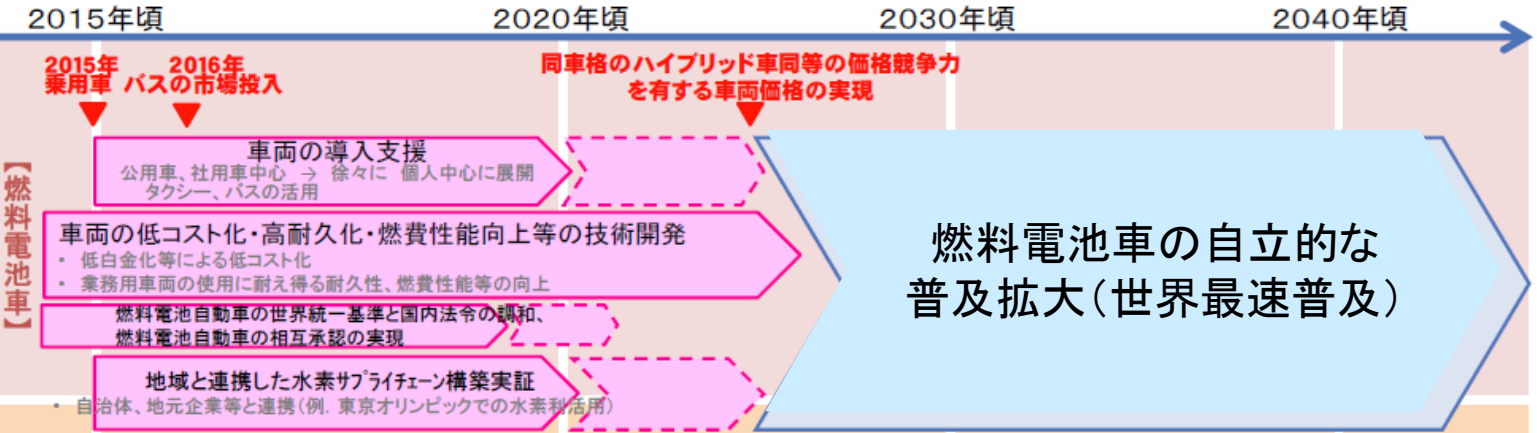 2015年頃 2020年頃 2030年頃 2040年頃
2015年 2016年
乗用車 バスの市場投入
同車格のハイブリッド車同等の価格競争力
を有する車両価格の実現
【燃料電池車】
車両の導入支援
公用車、社用車中心 → 徐々に 個人中心に展開
タクシー、バスの活用
車両の低コスト化・高耐久化・燃費性能向上等の技術開発
・ 低白金化等による低コスト化
・ 業務用車両の使用に耐え得る耐久性、燃費性能等の向上
燃料電池自動車の世界統一基準と国内法令の調和、
燃料電池自動車の相互承認の実現
地域と連携した水素ｻﾌﾟﾗｲﾁｪｰﾝ構築実証
・ 自治体、地元企業等と連携(例. 東京オリンピックでの水素利活用)
燃料電池車の自立的な
普及拡大（世界最速普及）